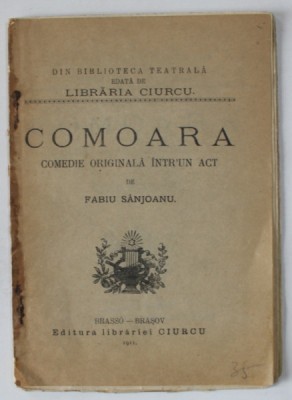 DIN BIBLIOTECA TEATRALĂ
EDATĂ DE
LIBRĂRIA CIURCU.
COMOARA
COMEDIE ORIGINALĂ ÎNTR'UN ACT
DE
FABIU SÂNJOANU.
BRASSÓ — BRAȘOV
Editura librăriei CIURCU